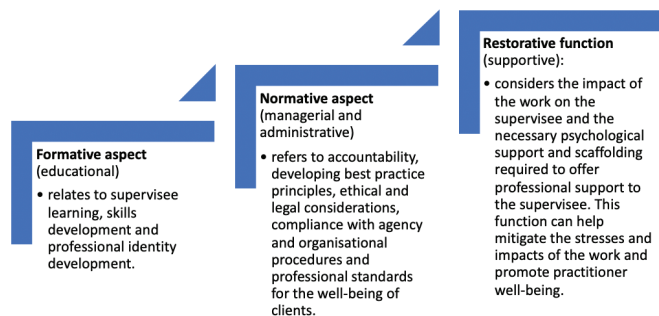 Formative aspect
(educational)
• relates to supervisee
learning, skills
development and
professional identity
development.
Normative aspect
(managerial and
administrative)
• refers to accountability,
developing best practice
principles, ethical and
legal considerations,
compliance with agency
and organisational
procedures and
professional standards
for the well-being of
clients.
Restorative function
(supportive):
• considers the impact of
the work on the
supervisee and the
necessary psychological
support and scaffolding
required to offer
professional support to
the supervisee. This
function can help
mitigate the stresses and
impacts of the work and
promote practitioner
well-being.